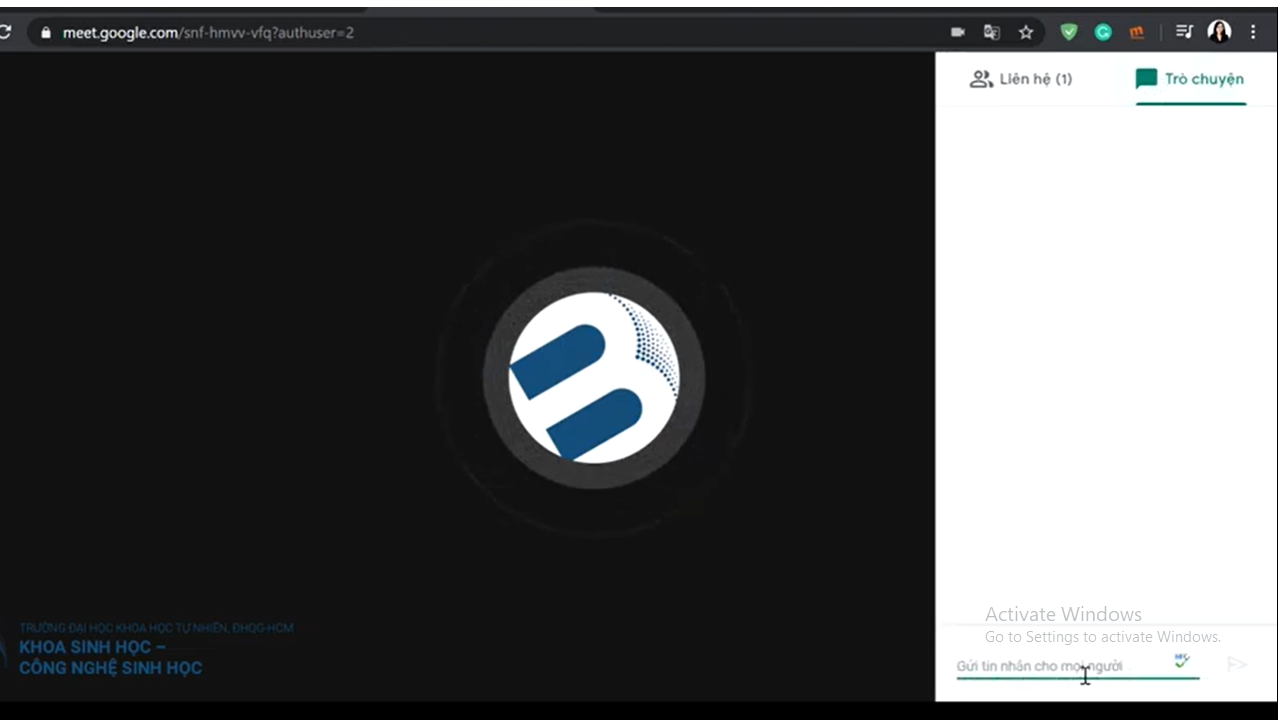 meet.google.com/snf-hmvv-vfq?authuser=2
Liên hệ (1)
Trò chuyện
TRƯỜNG ĐẠI HỌC KHOA HỌC TỰ NHIÊN, ĐHQG-HCM
KHOA SINH HỌC –
CÔNG NGHỆ SINH HỌC
Activate Windows
Go to Settings to activate Windows.
Gửi tin nhắn cho mọi người